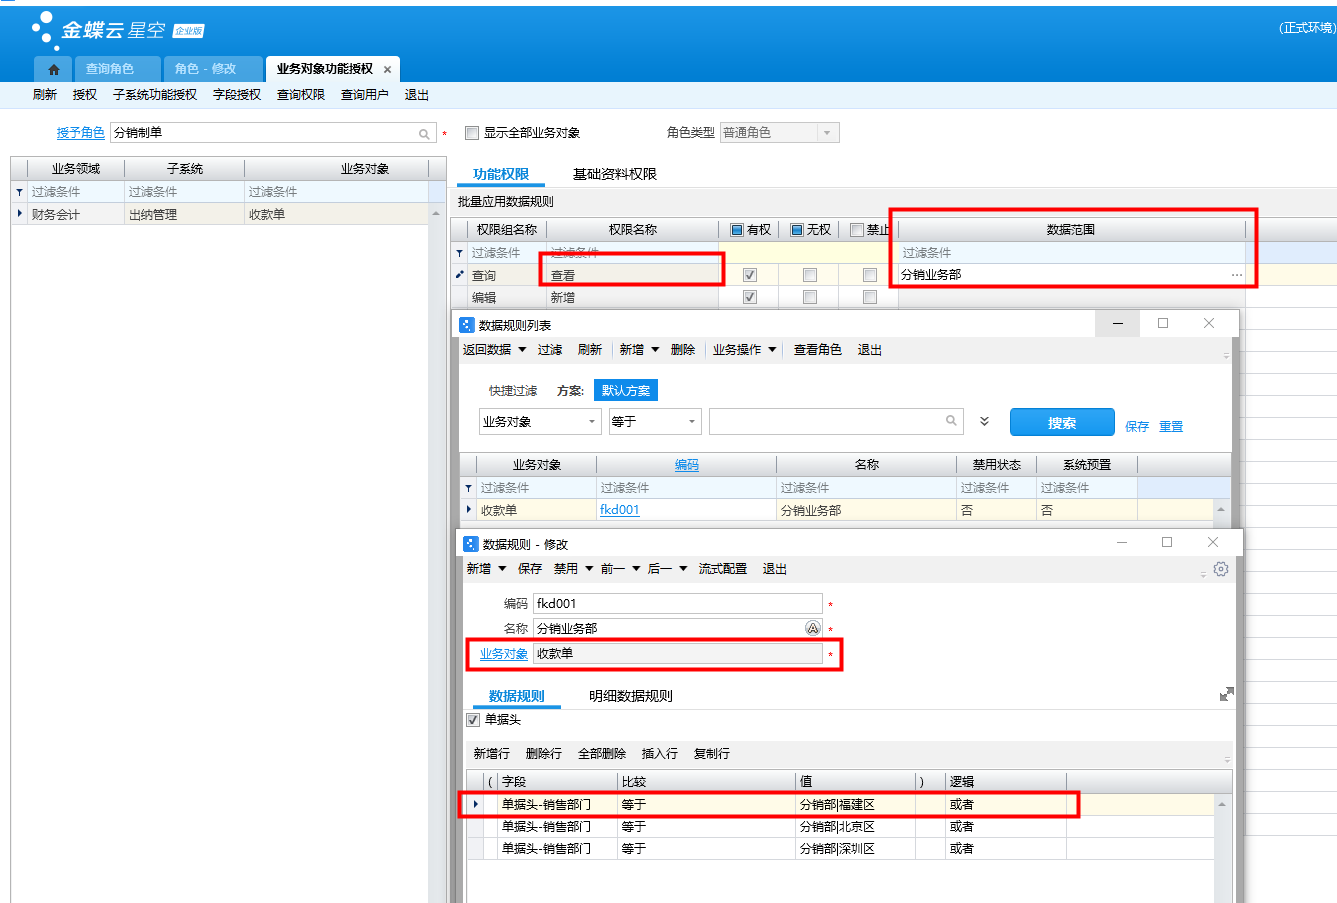 金蝶云 星空 企业版
(正式环境)
查询角色 角色 - 修改 业务对象功能授权 ×
刷新 授权 子系统功能授权 字段授权 查询权限 查询用户 退出
授予角色 分销制单 * 显示全部业务对象 角色类型 普通角色
业务领域 子系统 业务对象
过滤条件 过滤条件 过滤条件
财务会计 出纳管理 收款单
功能权限 基础资料权限
批量应用数据规则
权限组名称 权限名称 有权 无权 禁止 数据范围
过滤条件 过滤条件 过滤条件
查询 查看 分销业务部 ...
编辑 新增
数据规则列表
返回数据 过滤 刷新 新增 删除 业务操作 查看角色 退出
快捷过滤 方案: 默认方案
业务对象 等于 搜索 保存 重置
业务对象 编码 名称 禁用状态 系统预置
过滤条件 过滤条件 过滤条件 过滤条件 过滤条件
收款单 fkd001 分销业务部 否 否
数据规则 - 修改
新增 保存 禁用 前一 后一 流式配置 退出
编码 fkd001 *
名称 分销业务部 *
业务对象 收款单 *
数据规则 明细数据规则
单据头
新增行 删除行 全部删除 插入行 复制行
( 字段 比较 值 ) 逻辑
单据头-销售部门 等于 分销部|福建区 或者
单据头-销售部门 等于 分销部|北京区 或者
单据头-销售部门 等于 分销部|深圳区 或者